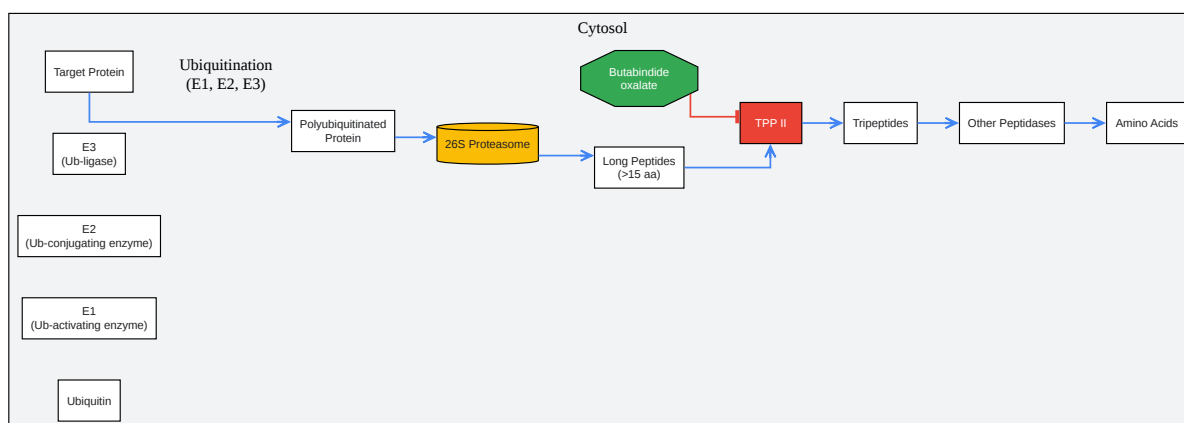 Cytosol
Target Protein
Ubiquitination
(E1, E2, E3)
Butabindide
oxalate
Polyubiquitinated
Protein
26S Proteasome
TPP II
Tripeptides
Other Peptidases
Amino Acids
E3
(Ub-ligase)
Long Peptides
(>15 aa)
E2
(Ub-conjugating enzyme)
E1
(Ub-activating enzyme)
Ubiquitin